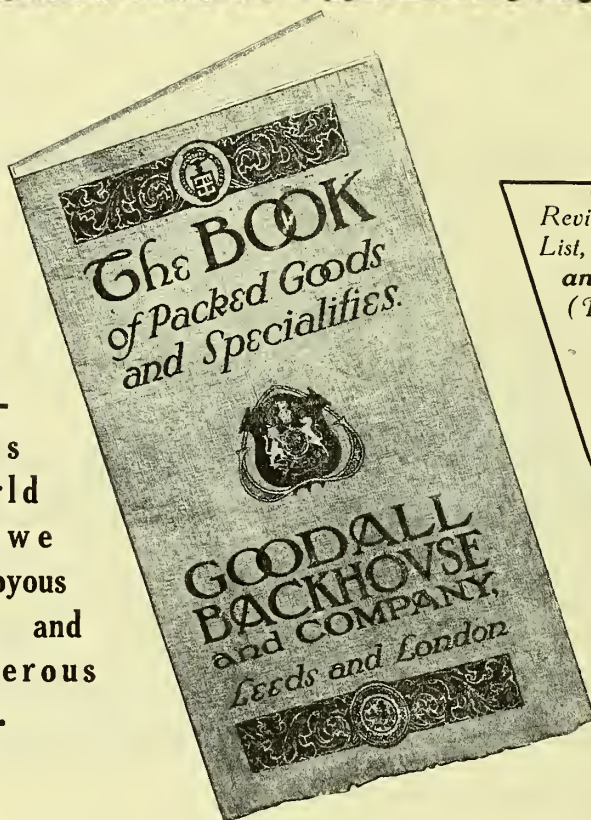 The BOOK
of Packed Goods
and Specialities.
GOODALL
BACKHOVSE
and COMPANY,
Leeds and London
s
rld
we
oyous
and
erous
.
Revi
List,
an